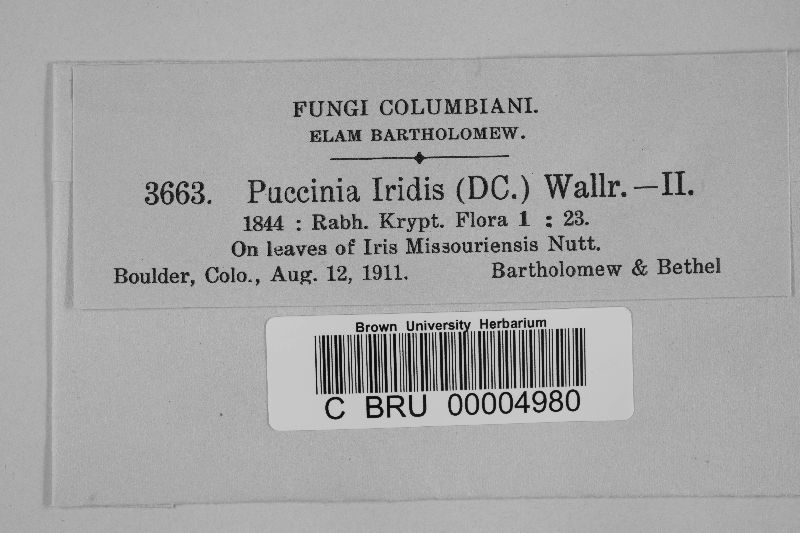 FUNGI COLUMBIANI.
ELAM BARTHOLOMEW.
3663. Puccinia Iridis (DC.) Wallr.—II.
1844 : Rabh. Krypt. Flora 1 : 23.
On leaves of Iris Missouriensis Nutt.
Boulder, Colo., Aug. 12, 1911. Bartholomew & Bethel
Brown University Herbarium
C BRU 00004980